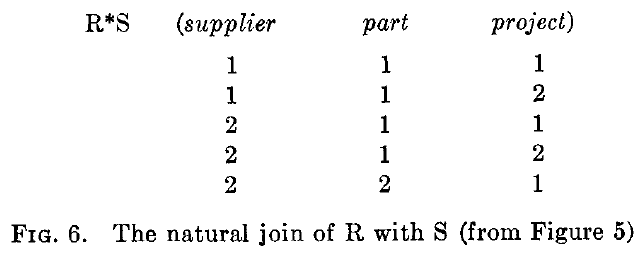 R*S (supplier part project)
1 1 1
1 1 2
2 1 1
2 1 2
2 2 1
FIG. 6. The natural join of R with S (from Figure 5)